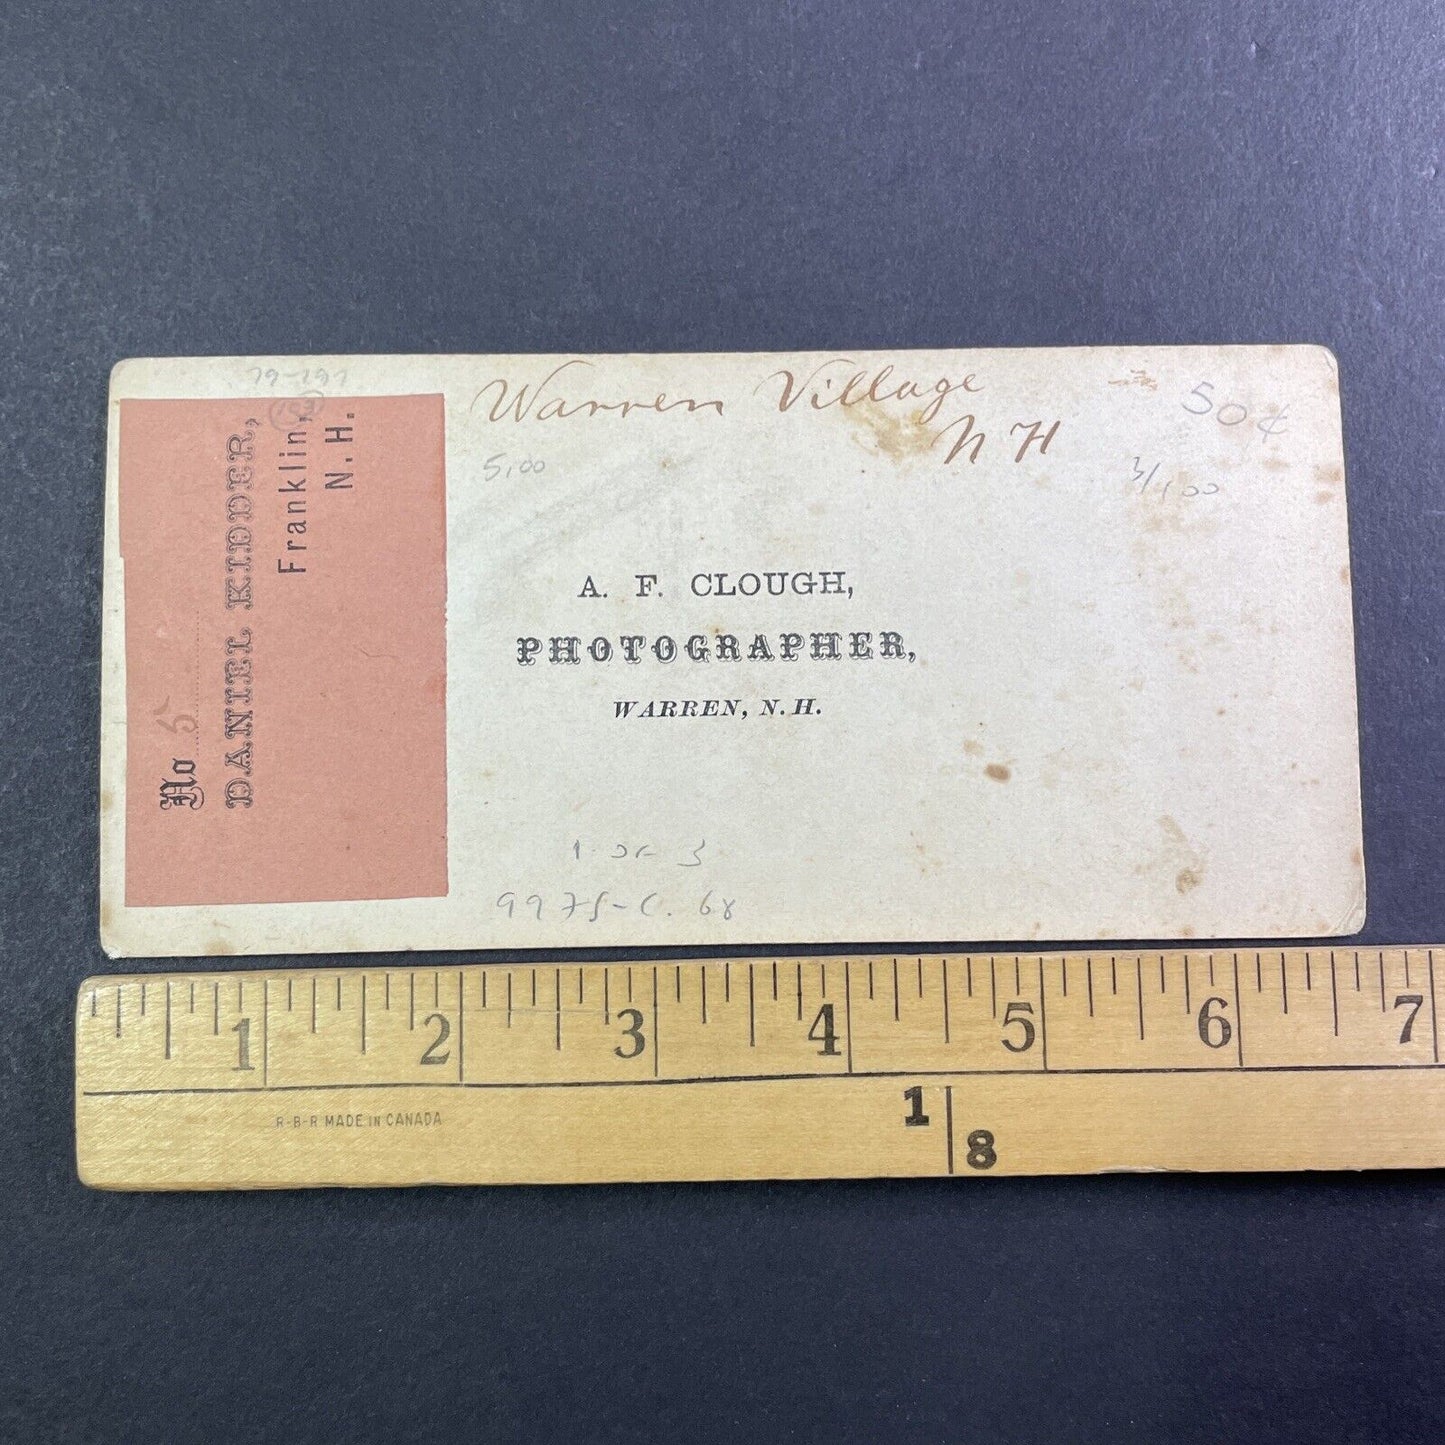 79-197
No 5
DANIEL KIDDER,
Franklin,
N. H.
Warren Village
N H
50¢
5,00
3/1,00
A. F. CLOUGH,
PHOTOGRAPHER,
WARREN, N. H.
1 or 3
9975-C. 68
1 2 3 4 5 6 7
R-B-R MADE IN CANADA
1 8